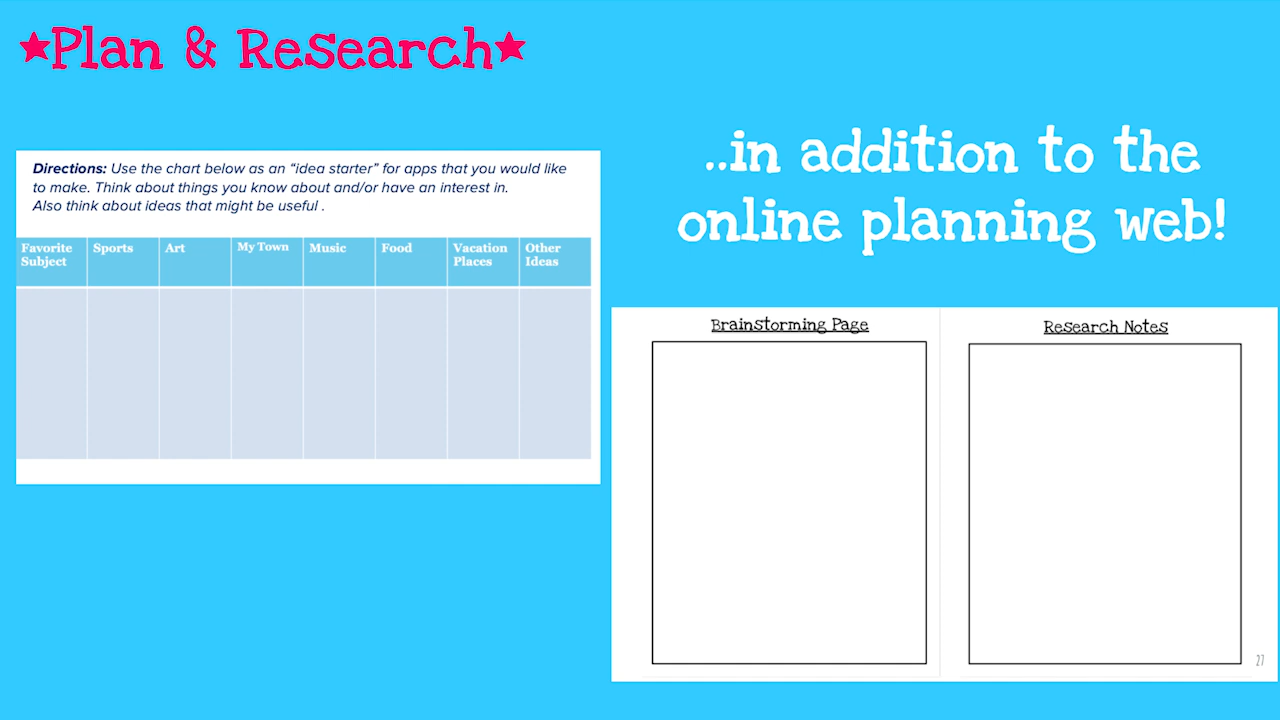 ★Plan & Research★
..in addition to the
online planning web!
Directions: Use the chart below as an “idea starter” for apps that you would like
to make. Think about things you know about and/or have an interest in.
Also think about ideas that might be useful .
Favorite Subject
Sports
Art
My Town
Music
Food
Vacation Places
Other Ideas
Brainstorming Page
Research Notes
27